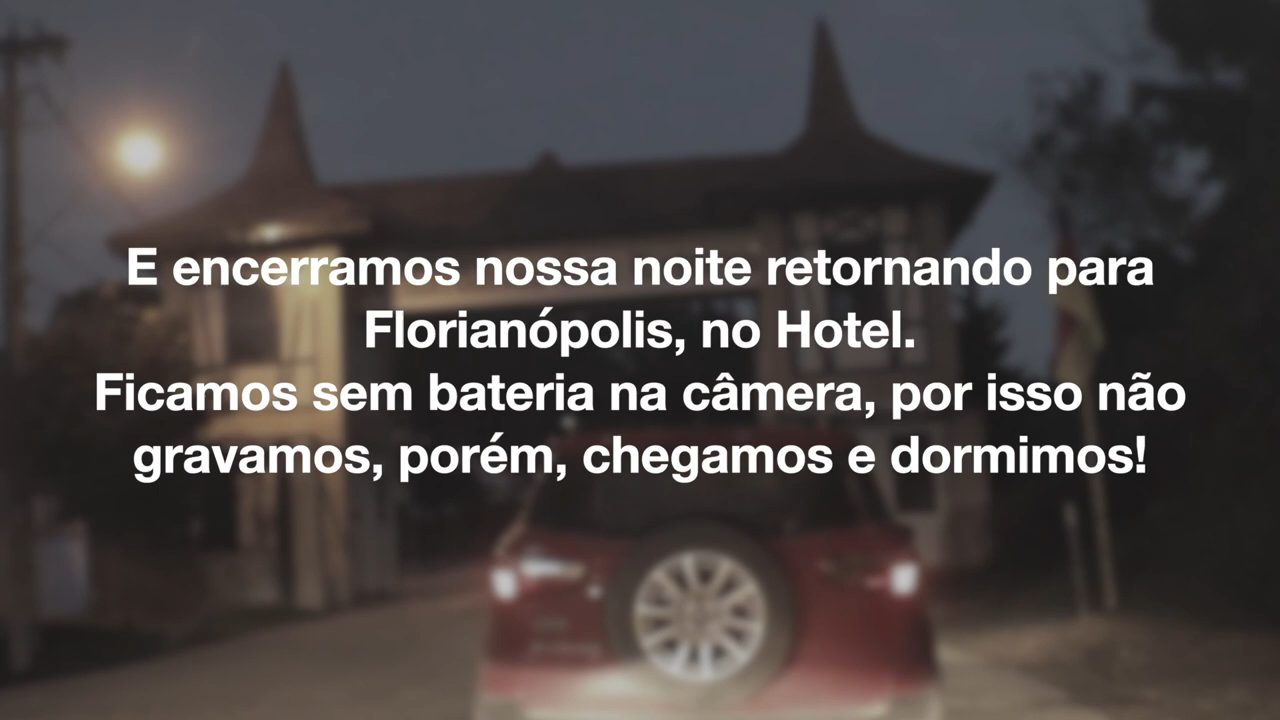 E encerramos nossa noite retornando para
Florianópolis, no Hotel.
Ficamos sem bateria na câmera, por isso não
gravamos, porém, chegamos e dormimos!